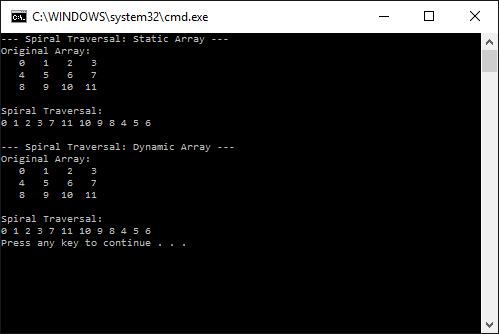 C:\WINDOWS\system32\cmd.exe
--- Spiral Traversal: Static Array ---
Original Array:
0 1 2 3
4 5 6 7
8 9 10 11
Spiral Traversal:
0 1 2 3 7 11 10 9 8 4 5 6
--- Spiral Traversal: Dynamic Array ---
Original Array:
0 1 2 3
4 5 6 7
8 9 10 11
Spiral Traversal:
0 1 2 3 7 11 10 9 8 4 5 6
Press any key to continue . . .